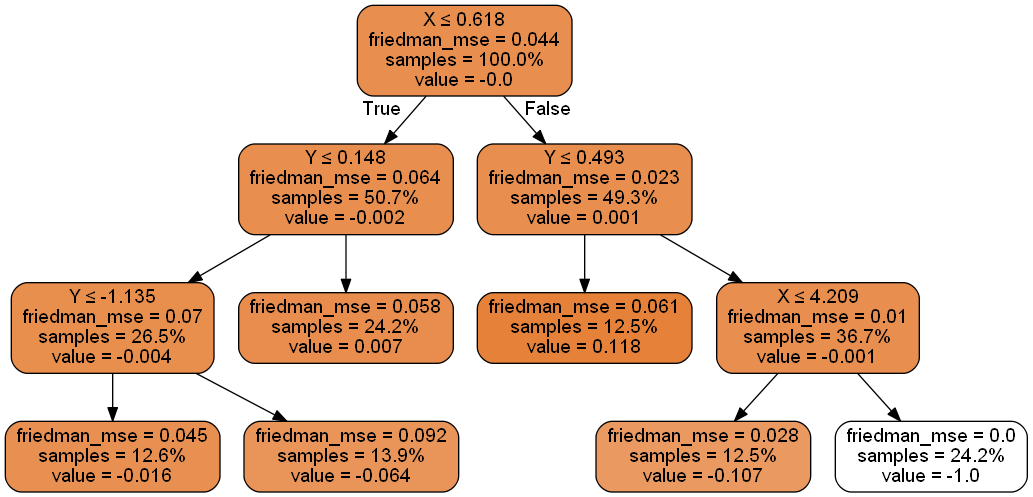 X ≤ 0.618
friedman_mse = 0.044
samples = 100.0%
value = -0.0
True
False
Y ≤ 0.148
friedman_mse = 0.064
samples = 50.7%
value = -0.002
Y ≤ 0.493
friedman_mse = 0.023
samples = 49.3%
value = 0.001
Y ≤ -1.135
friedman_mse = 0.07
samples = 26.5%
value = -0.004
friedman_mse = 0.058
samples = 24.2%
value = 0.007
friedman_mse = 0.061
samples = 12.5%
value = 0.118
X ≤ 4.209
friedman_mse = 0.01
samples = 36.7%
value = -0.001
friedman_mse = 0.045
samples = 12.6%
value = -0.016
friedman_mse = 0.092
samples = 13.9%
value = -0.064
friedman_mse = 0.028
samples = 12.5%
value = -0.107
friedman_mse = 0.0
samples = 24.2%
value = -1.0